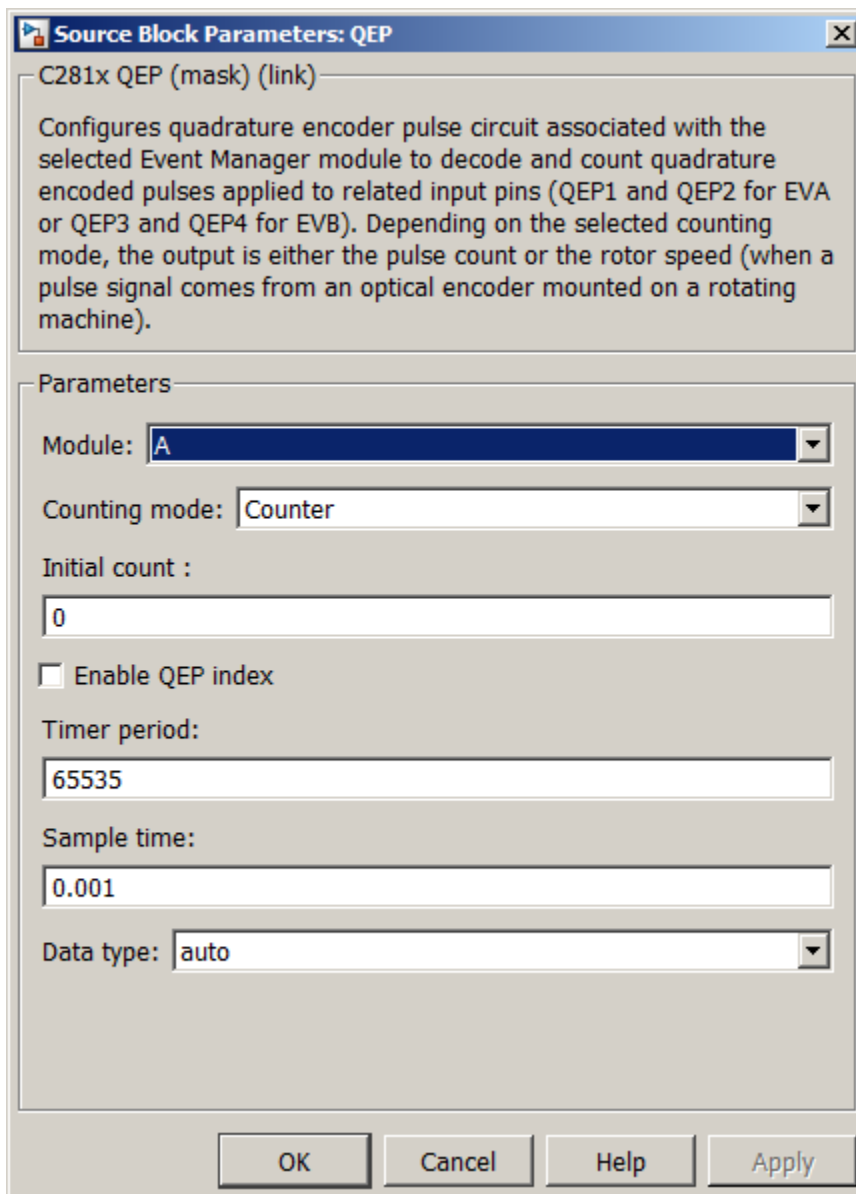 Source Block Parameters: QEP
C281x QEP (mask) (link)
Configures quadrature encoder pulse circuit associated with the
selected Event Manager module to decode and count quadrature
encoded pulses applied to related input pins (QEP1 and QEP2 for EVA
or QEP3 and QEP4 for EVB). Depending on the selected counting
mode, the output is either the pulse count or the rotor speed (when a
pulse signal comes from an optical encoder mounted on a rotating
machine).
Parameters
Module: A
Counting mode: Counter
Initial count :
0
Enable QEP index
Timer period:
65535
Sample time:
0.001
Data type: auto
OK Cancel Help Apply